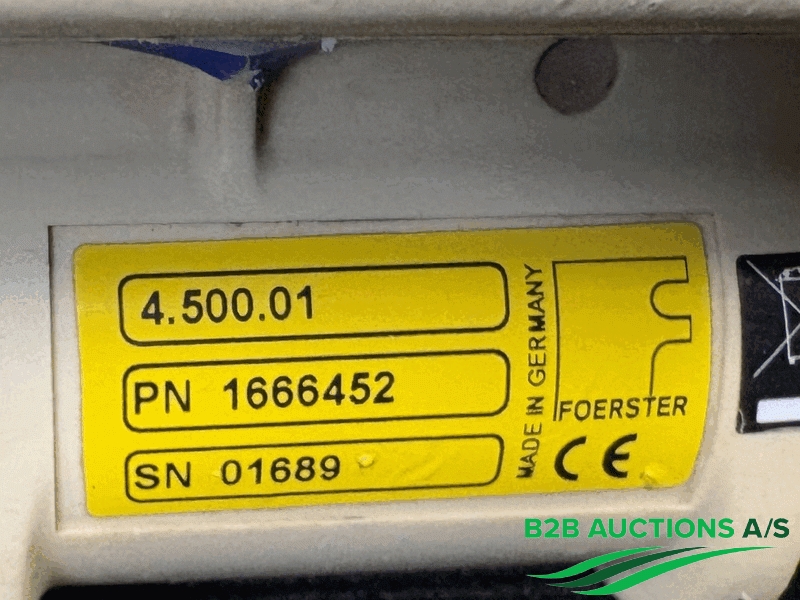 4.500.01
PN 1666452
SN 01689
MADE IN GERMANY
FOERSTER
CE
B2B AUCTIONS A/S